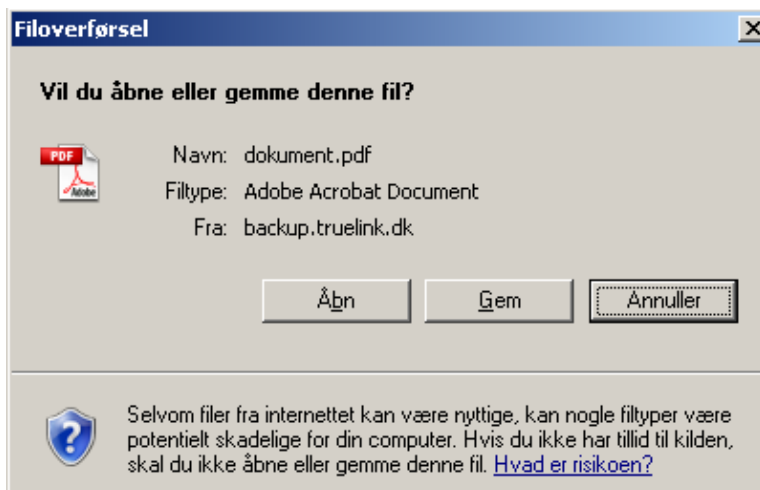 Filoverførsel
Vil du åbne eller gemme denne fil?
PDF
Adobe
Navn: dokument.pdf
Filtype: Adobe Acrobat Document
Fra: backup.truelink.dk
Åbn Gem Annuller
Selvom filer fra internettet kan være nyttige, kan nogle filtyper være
potentielt skadelige for din computer. Hvis du ikke har tillid til kilden,
skal du ikke åbne eller gemme denne fil. Hvad er risikoen?